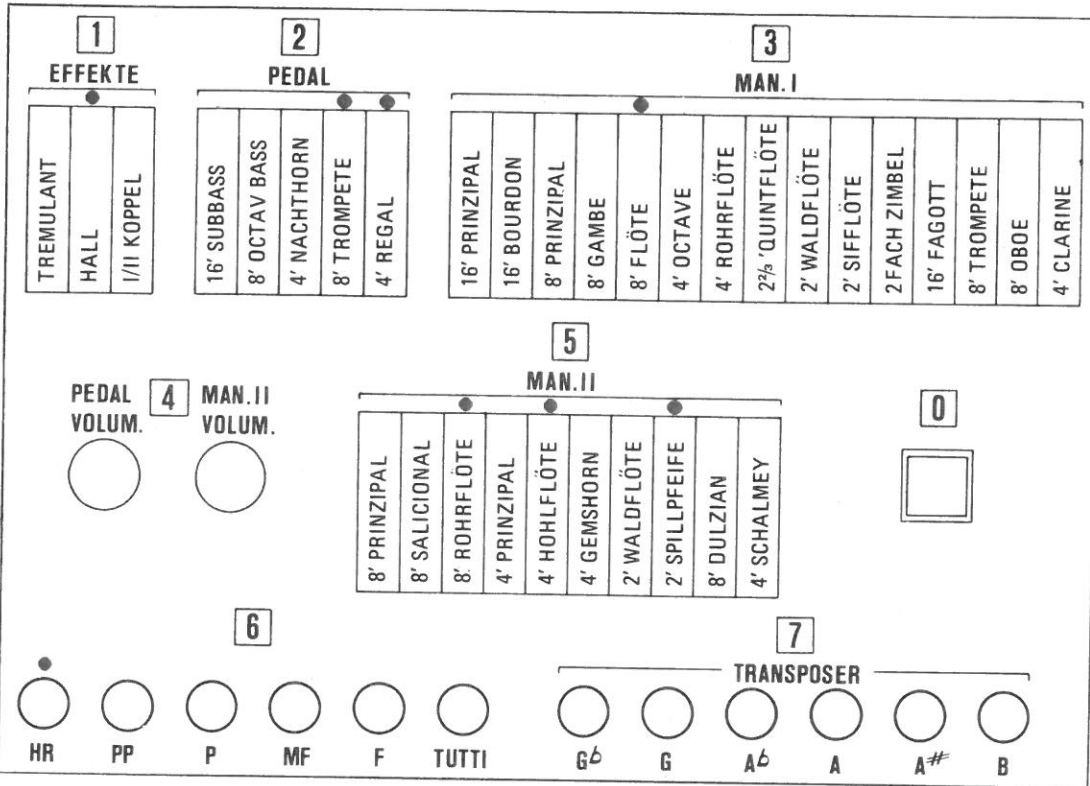 1
EFFEKTE
TREMULANT
HALL
I/II KOPPEL
2
PEDAL
16' SUBBASS
8' OCTAV BASS
4' NACHTHORN
8' TROMPETE
4' REGAL
3
MAN. I
16' PRINZIPAL
16' BOURDON
8' PRINZIPAL
8' GAMBE
8' FLÖTE
4' OCTAVE
4' ROHRFLÖTE
2⅔ 'QUINTFLÖTE
2' WALDFLÖTE
2' SIFFLÖTE
2FACH ZIMBEL
16' FAGOTT
8' TROMPETE
8' OBOE
4' CLARINE
4
PEDAL
VOLUM.
MAN. II
VOLUM.
5
MAN. II
8' PRINZIPAL
8' SALICIONAL
8' ROHRFLÖTE
4' PRINZIPAL
4' HOHLFLÖTE
4' GEMSHORN
2' WALDFLÖTE
2' SPILLPFEIFE
8' DULZIAN
4' SCHALMEY
0
6
HR
PP
P
MF
F
TUTTI
7
TRANSPOSER
G♭
G
A♭
A
A#
B